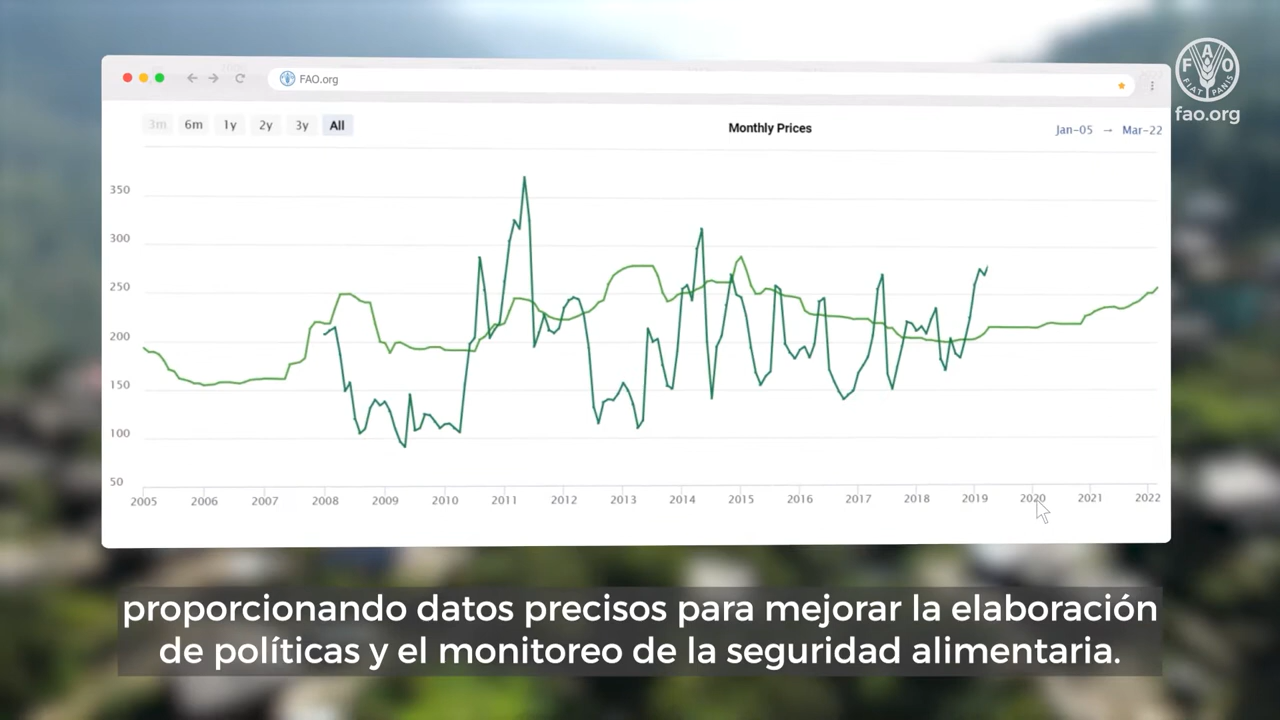 FAO.org
F A O
FIAT PANIS
fao.org
3m 6m 1y 2y 3y All
Monthly Prices
Jan-05 → Mar-22
350
300
250
200
150
100
50
2005 2006 2007 2008 2009 2010 2011 2012 2013 2014 2015 2016 2017 2018 2019 2020 2021 2022
proporcionando datos precisos para mejorar la elaboración
de políticas y el monitoreo de la seguridad alimentaria.